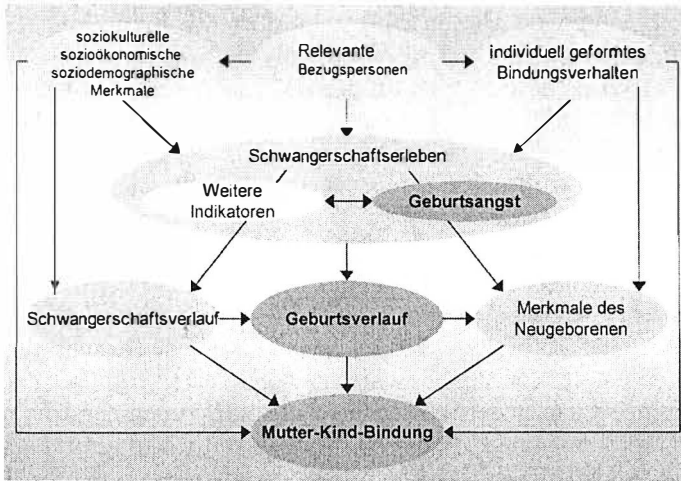 soziokulturelle
sozioökonomische
soziodemographische
Merkmale
Relevante
Bezugspersonen
individuell geformtes
Bindungsverhalten
Schwangerschaftserleben
Weitere
Indikatoren
Geburtsangst
Schwangerschaftsverlauf
Geburtsverlauf
Merkmale des
Neugeborenen
Mutter-Kind-Bindung